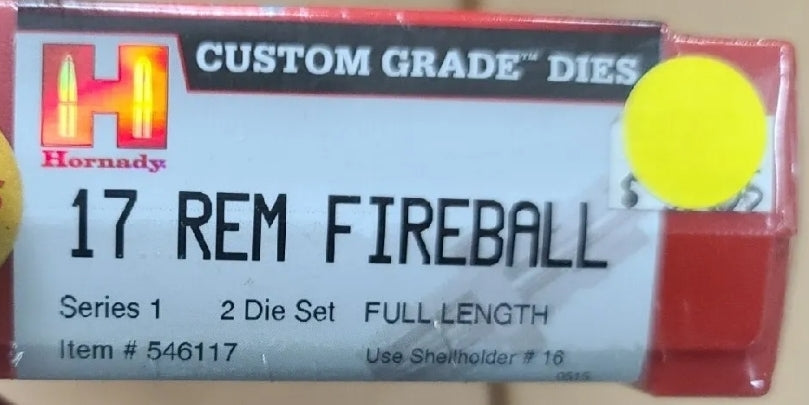 CUSTOM GRADE™ DIES
Hornady
17 REM FIREBALL
Series 1 2 Die Set FULL LENGTH
Item # 546117 Use Shellholder # 16
0515
$